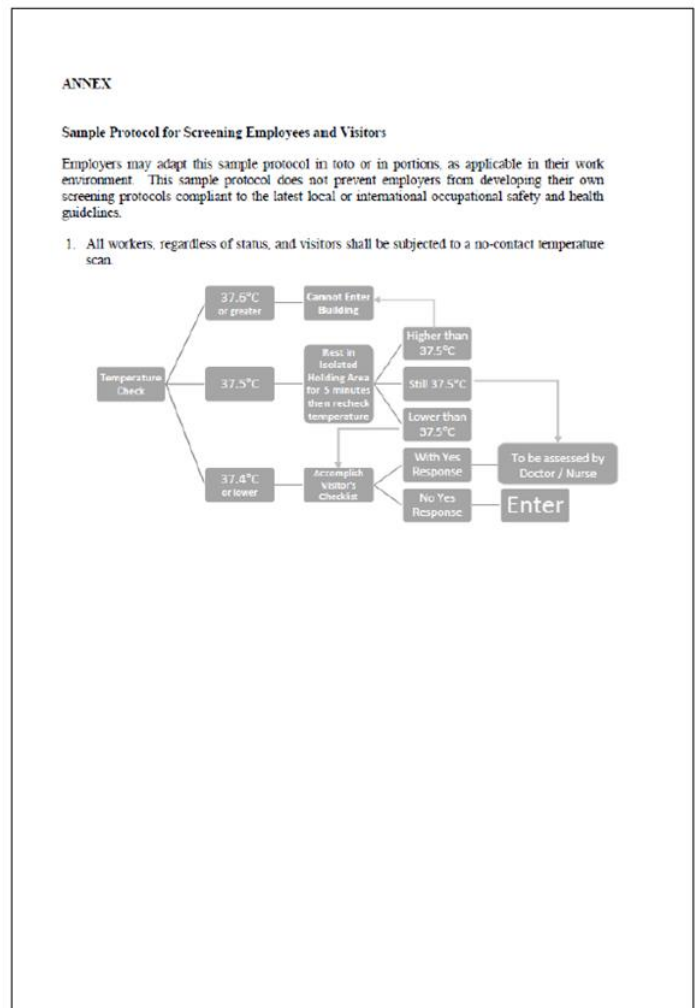 ANNEX
Sample Protocol for Screening Employees and Visitors
Employers may adapt this sample protocol in toto or in portions, as applicable in their work
environment. This sample protocol does not prevent employers from developing their own
screening protocols compliant to the latest local or international occupational safety and health
guidelines.
1. All workers, regardless of status, and visitors shall be subjected to a no-contact temperature
scan.
Temperature
Check
37.6°C
or greater
Cannot Enter
Building
37.5°C
Rest in
Isolated
Holding Area
for 5 minutes
then recheck
temperature
Higher than
37.5°C
Still 37.5°C
Lower than
37.5°C
37.4°C
or lower
Accomplish
Visitor's
Checklist
With Yes
Response
To be assessed by
Doctor / Nurse
No Yes
Response
Enter